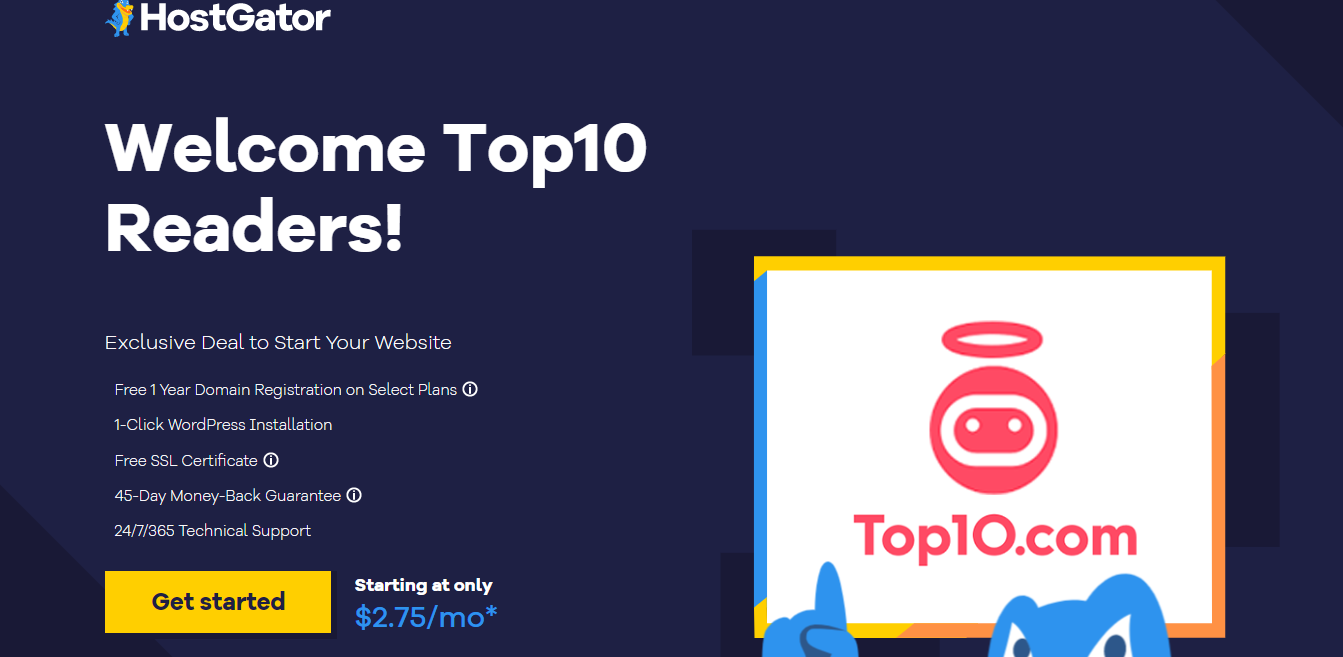 HostGator
Welcome Top10
Readers!
Exclusive Deal to Start Your Website
Free 1 Year Domain Registration on Select Plans
1-Click WordPress Installation
Free SSL Certificate
45-Day Money-Back Guarantee
24/7/365 Technical Support
Get started
Starting at only
$2.75/mo*
Top10.com